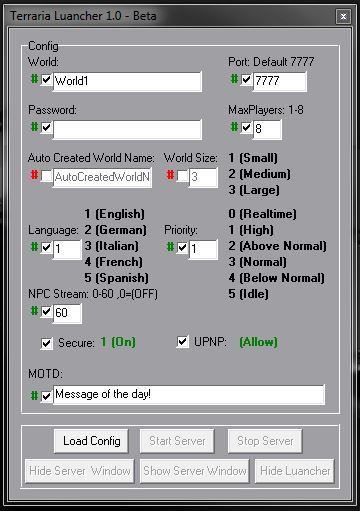 Terraria Luancher 1.0 - Beta x
Config
World: Port: Default 7777
# World1 # 7777
Password: MaxPlayers: 1-8
# # 8
Auto Created World Name: World Size: 1 (Small)
# AutoCreatedWorldN # 3 2 (Medium)
3 (Large)
1 (English) 0 (Realtime)
Language: 2 (German) Priority: 1 (High)
# 1 3 (Italian) # 1 2 (Above Normal)
4 (French) 3 (Normal)
5 (Spanish) 4 (Below Normal)
5 (Idle)
NPC Stream: 0-60 ,0=(OFF)
# 60
Secure: 1 (On) UPNP: (Allow)
MOTD:
# Message of the day!
Load Config Start Server Stop Server
Hide Server Window Show Server Window Hide Luancher